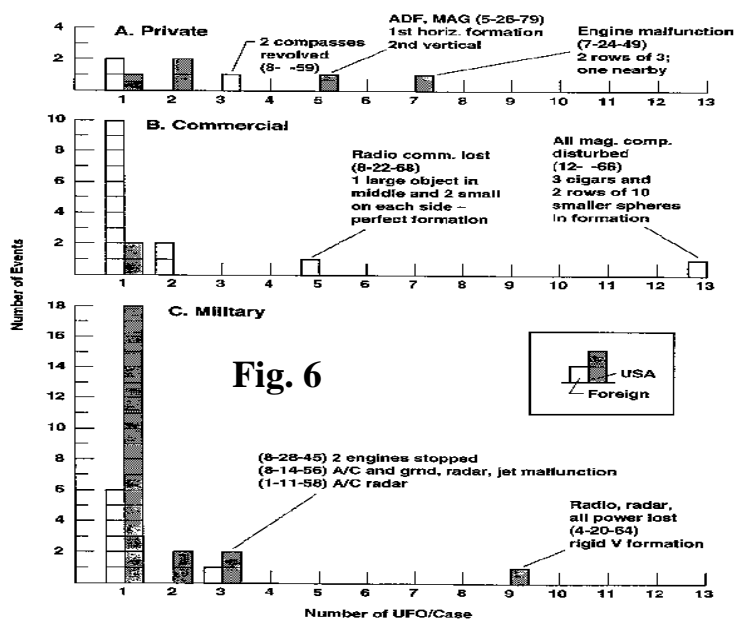 A. Private
2 compasses
revolved
(8- -59)
ADF, MAG (5-26-79)
1st horiz. formation
2nd vertical
Engine malfunction
(7-24-49)
2 rows of 3;
one nearby
4
2
1 2 3 4 5 6 7 8 9 10 11 12 13
B. Commercial
Radio comm. lost
(8-22-68)
1 large object in
middle and 2 small
on each side –
perfect formation
All mag. comp.
disturbed
(12- -66)
3 cigars and
2 rows of 10
smaller spheres
in formation
10
8
6
4
2
1 2 3 4 5 6 7 8 9 10 11 12 13
Number of Events
C. Military
Fig. 6
USA
Foreign
(8-28-45) 2 engines stopped
(8-14-56) A/C and grnd, radar, jet malfunction
(1-11-58) A/C radar
Radio, radar,
all power lost
(4-20-64)
rigid V formation
18
16
14
12
10
8
6
4
2
1 2 3 4 5 6 7 8 9 10 11 12 13
Number of UFO/Case